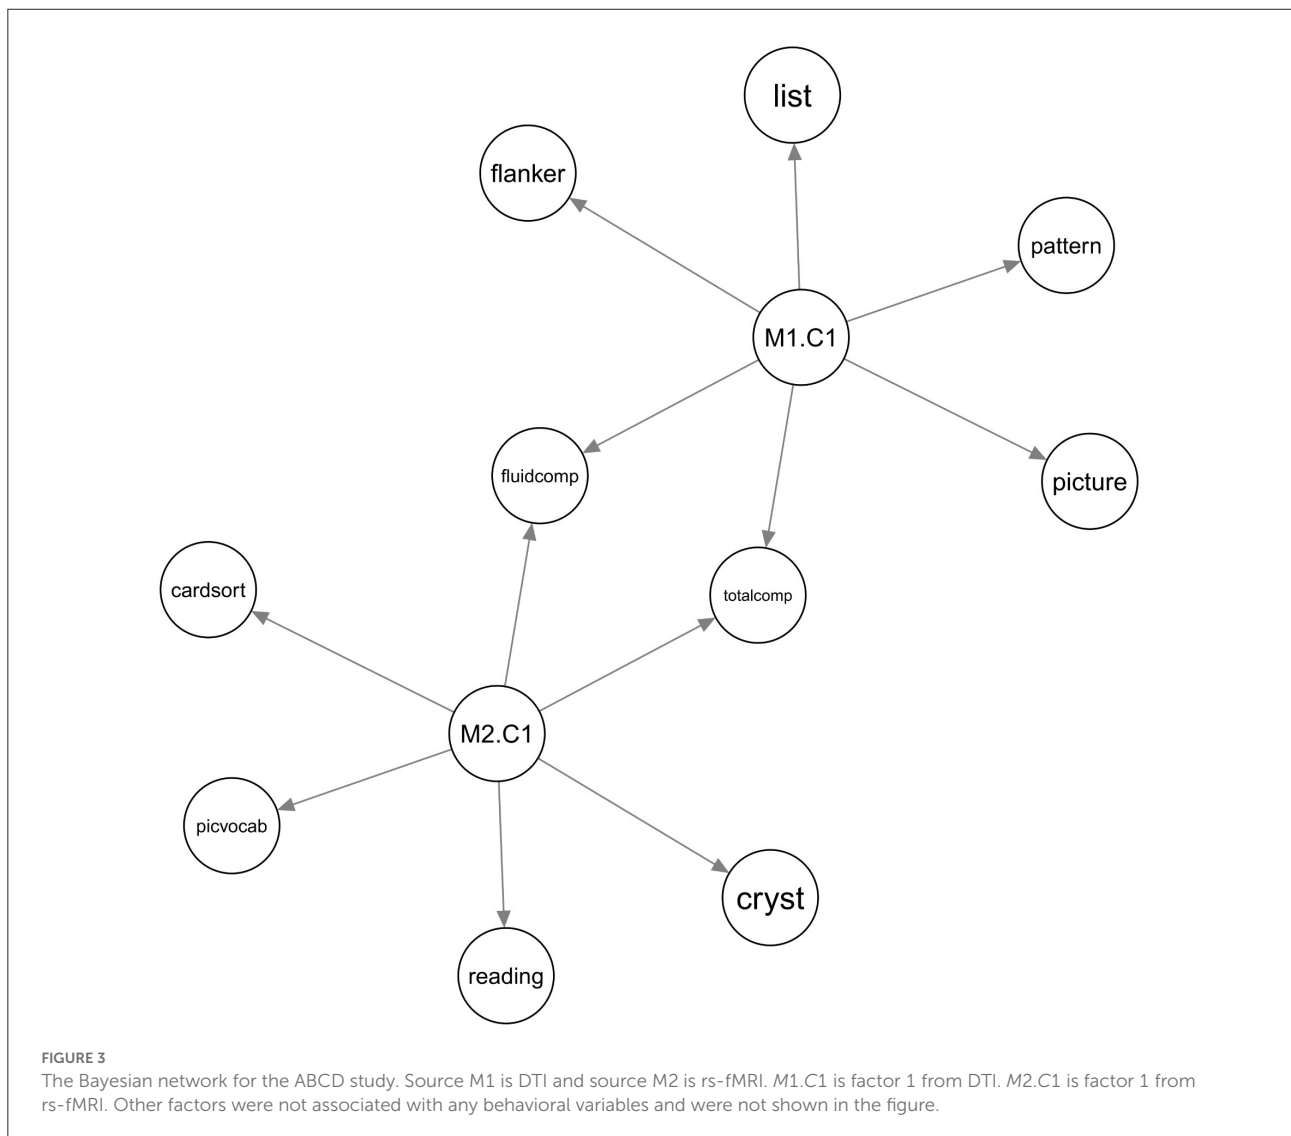 list
flanker
pattern
M1.C1
fluidcomp
picture
cardsort
totalcomp
M2.C1
picvocab
cryst
reading
FIGURE 3
The Bayesian network for the ABCD study. Source M1 is DTI and source M2 is rs-fMRI. M1.C1 is factor 1 from DTI. M2.C1 is factor 1 from
rs-fMRI. Other factors were not associated with any behavioral variables and were not shown in the figure.